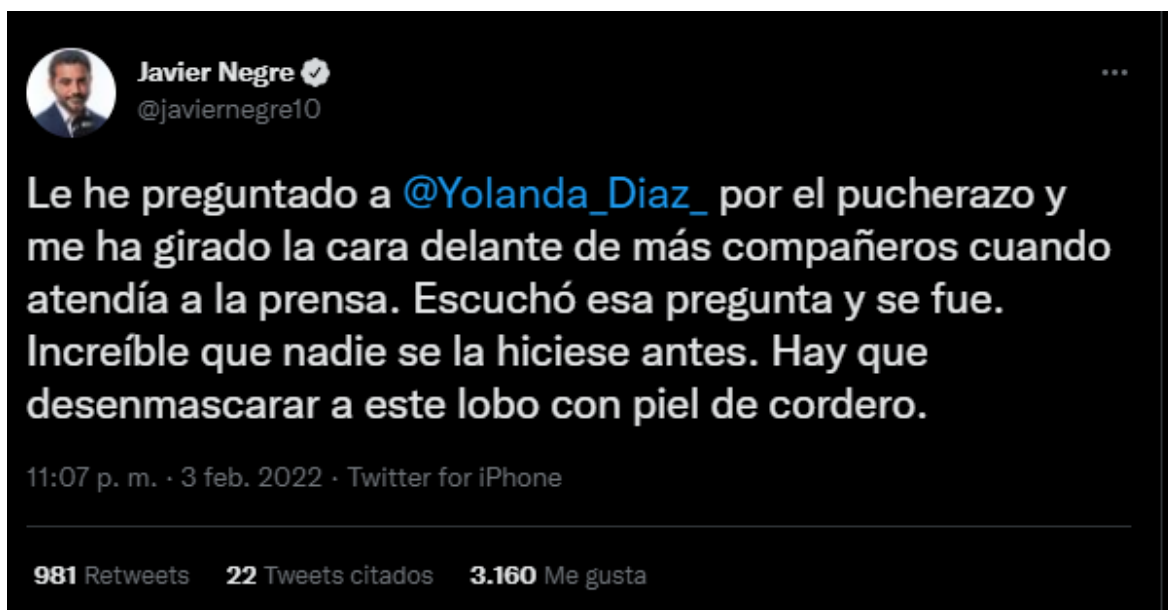 Javier Negre
@javiernegre10
Le he preguntado a @Yolanda_Diaz_ por el pucherazo y
me ha girado la cara delante de más compañeros cuando
atendía a la prensa. Escuchó esa pregunta y se fue.
Increíble que nadie se la hiciese antes. Hay que
desenmascarar a este lobo con piel de cordero.
11:07 p. m. · 3 feb. 2022 · Twitter for iPhone
981 Retweets 22 Tweets citados 3.160 Me gusta